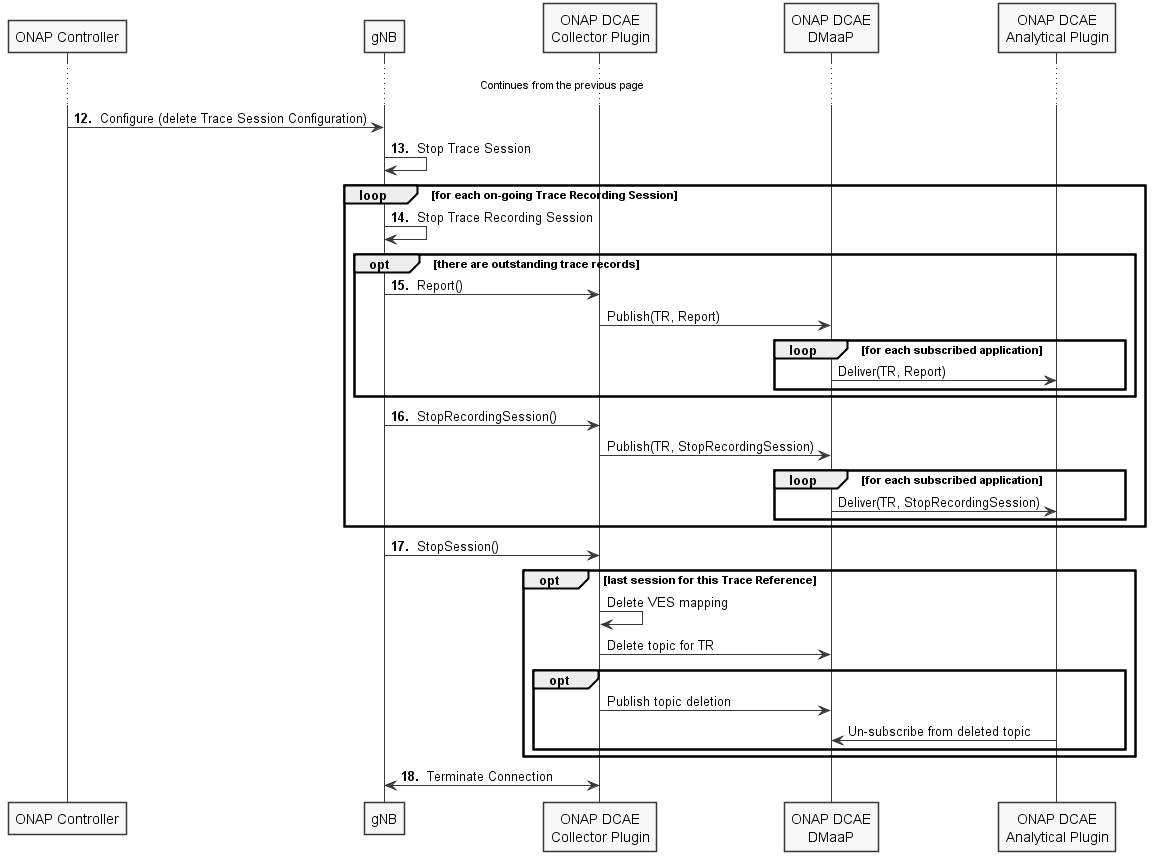 ONAP Controller
gNB
ONAP DCAE
Collector Plugin
ONAP DCAE
DMaaP
ONAP DCAE
Analytical Plugin
Continues from the previous page
12. Configure (delete Trace Session Configuration)
13. Stop Trace Session
loop [for each on-going Trace Recording Session]
14. Stop Trace Recording Session
opt [there are outstanding trace records]
15. Report()
Publish(TR, Report)
loop [for each subscribed application]
Deliver(TR, Report)
16. StopRecordingSession()
Publish(TR, StopRecordingSession)
loop [for each subscribed application]
Deliver(TR, StopRecordingSession)
17. StopSession()
opt [last session for this Trace Reference]
Delete VES mapping
Delete topic for TR
opt
Publish topic deletion
Un-subscribe from deleted topic
18. Terminate Connection
ONAP Controller
gNB
ONAP DCAE
Collector Plugin
ONAP DCAE
DMaaP
ONAP DCAE
Analytical Plugin